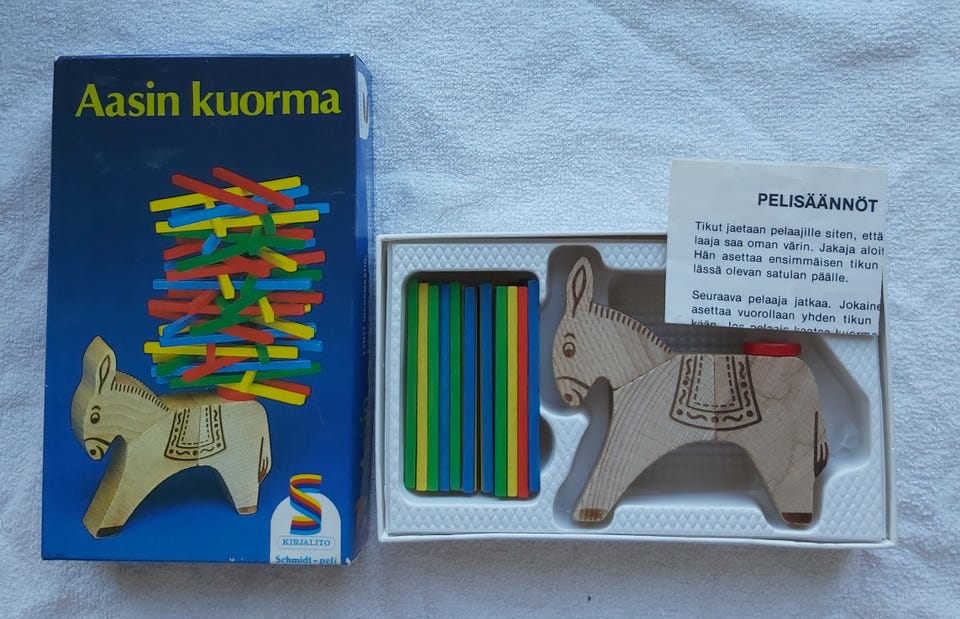 Aasin kuorma
KIRJALITO
Schmidt-peli
PELISÄÄNNÖT
Tikut jaetaan pelaajille siten, että
laaja saa oman värin. Jakaja aloi
Hän asettaa ensimmäisen tikun
lässä olevan satulan päälle.
Seuraava pelaaja jatkaa. Jokaine
asettaa vuorollaan yhden tikun